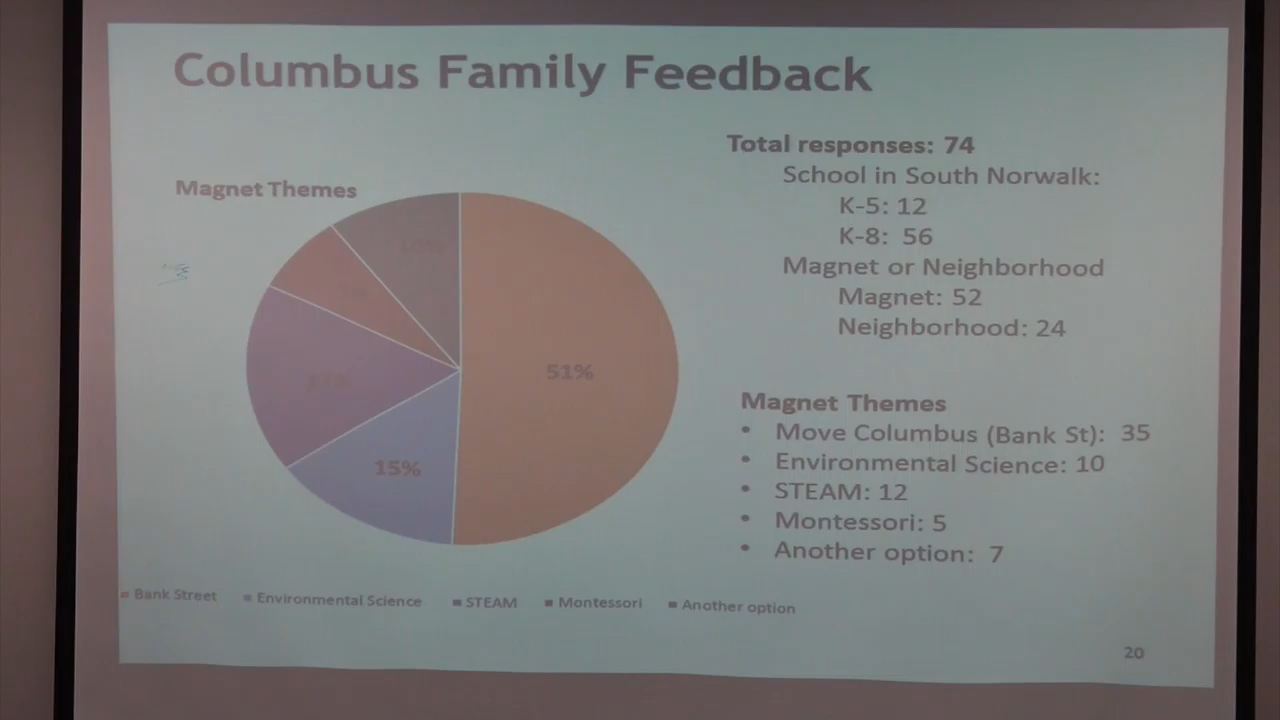 Columbus Family Feedback
Magnet Themes
10%
51%
15%
Bank Street
Environmental Science
STEAM
Montessori
Another option
Total responses: 74
School in South Norwalk:
K-5: 12
K-8: 56
Magnet or Neighborhood
Magnet: 52
Neighborhood: 24
Magnet Themes
• Move Columbus (Bank St): 35
• Environmental Science: 10
• STEAM: 12
• Montessori: 5
• Another option: 7
20